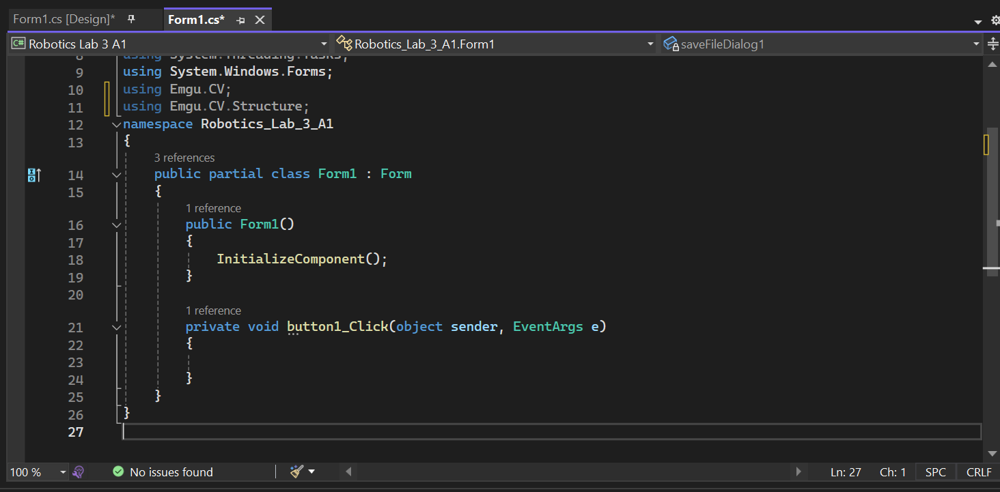 Form1.cs [Design]*
Form1.cs*
C# Robotics Lab 3 A1
Robotics_Lab_3_A1.Form1
saveFileDialog1
8 using System.Threading.Tasks;
9 using System.Windows.Forms;
10 using Emgu.CV;
11 using Emgu.CV.Structure;
12 namespace Robotics_Lab_3_A1
13 {
3 references
14 public partial class Form1 : Form
15 {
1 reference
16 public Form1()
17 {
18 InitializeComponent();
19 }
20
1 reference
21 private void button1_Click(object sender, EventArgs e)
22 {
23
24 }
25 }
26 }
27
100 % No issues found Ln: 27 Ch: 1 SPC CRLF